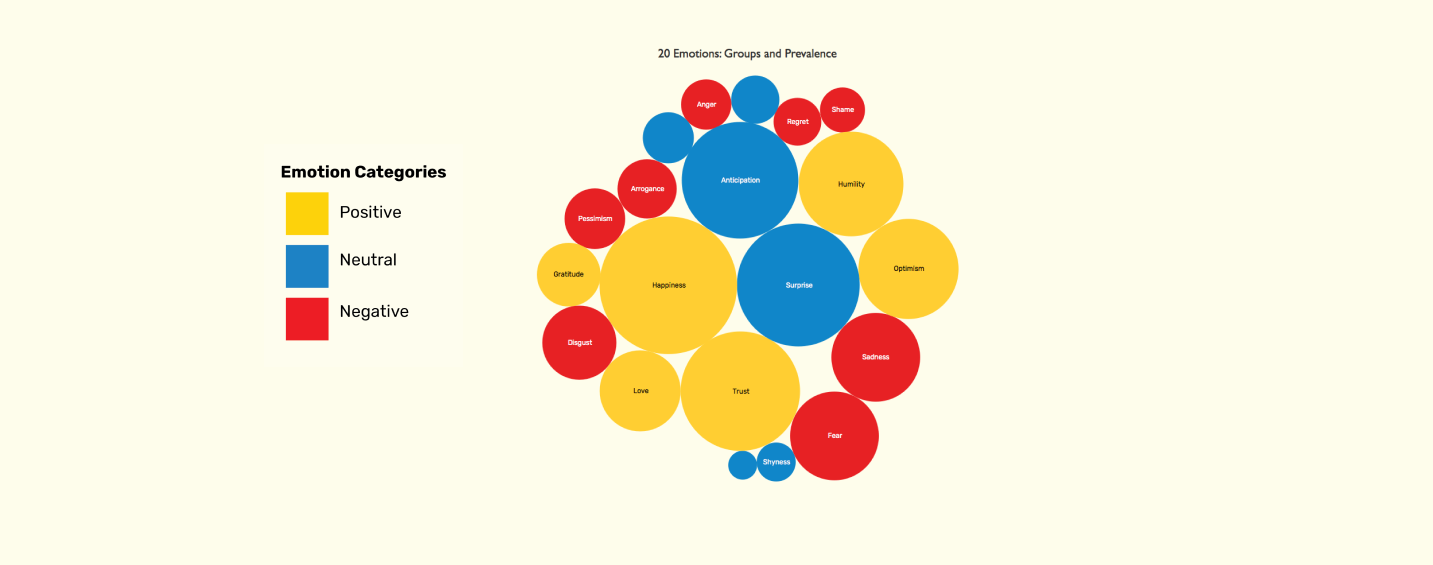 20 Emotions: Groups and Prevalence
Emotion Categories
Positive
Neutral
Negative
Anger
Regret
Shame
Anticipation
Humility
Arrogance
Pessimism
Gratitude
Happiness
Surprise
Optimism
Disgust
Sadness
Love
Trust
Fear
Shyness